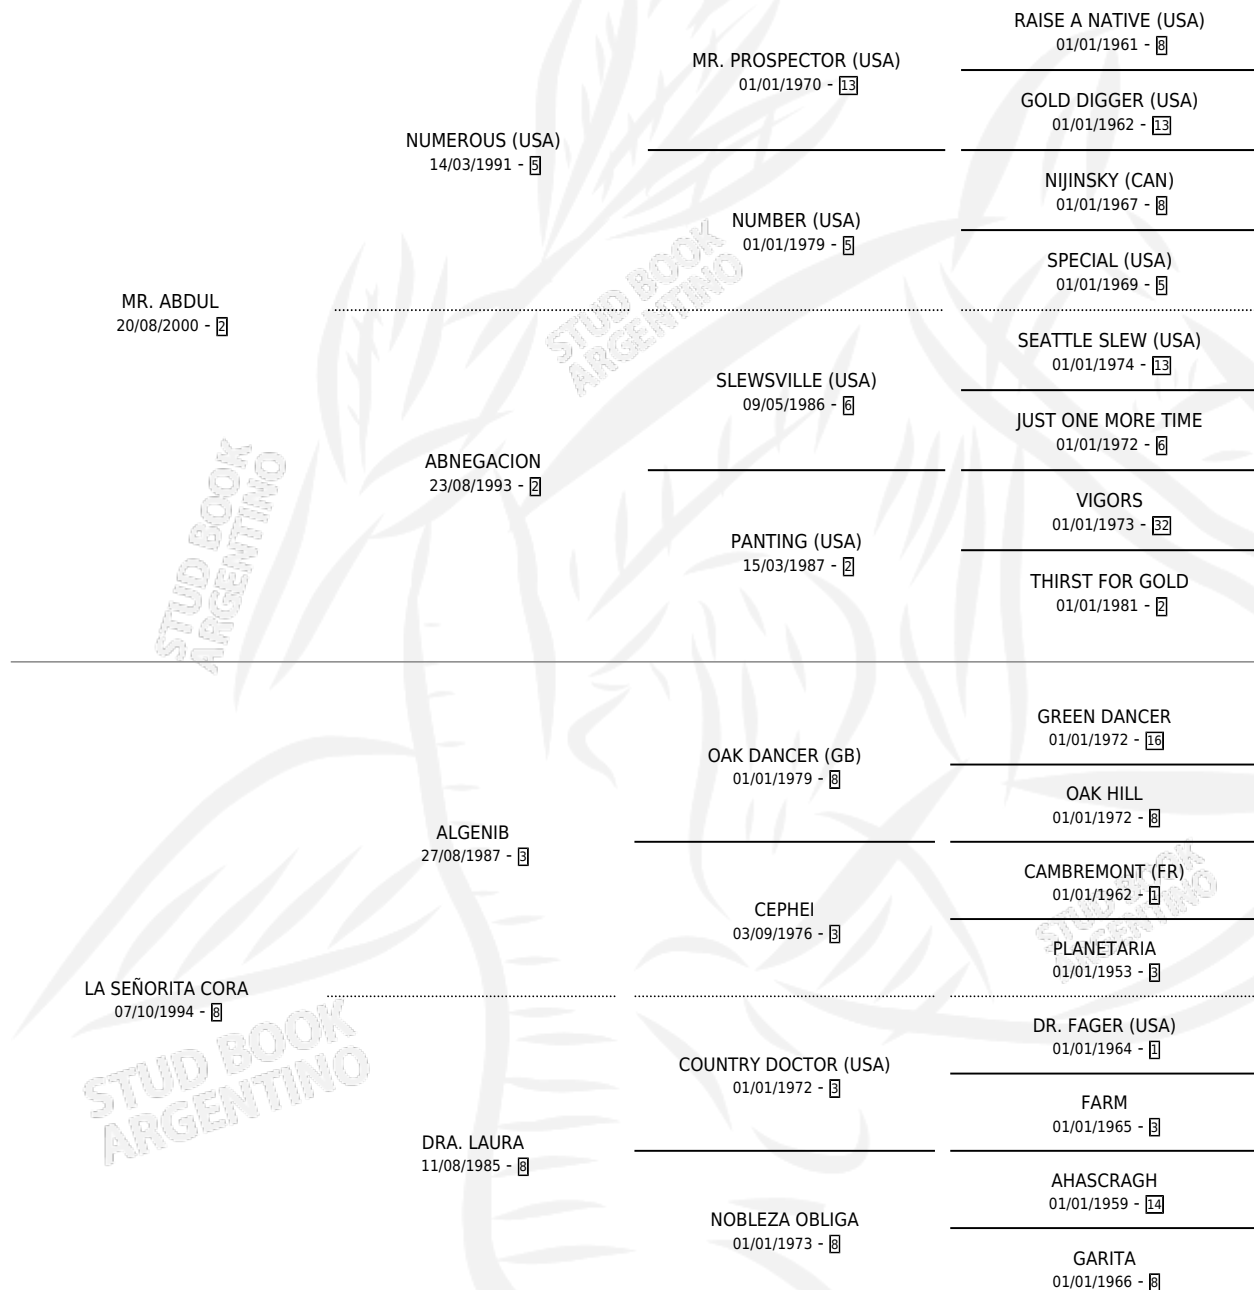 RAISE A NATIVE (USA)
01/01/1961 - 8
MR. PROSPECTOR (USA)
01/01/1970 - 13
GOLD DIGGER (USA)
01/01/1962 - 13
NUMEROUS (USA)
14/03/1991 - 5
NIJINSKY (CAN)
01/01/1967 - 8
NUMBER (USA)
01/01/1979 - 5
SPECIAL (USA)
01/01/1969 - 5
MR. ABDUL
20/08/2000 - 2
STUD BOOK
ARGENTINO
SEATTLE SLEW (USA)
01/01/1974 - 13
SLEWSVILLE (USA)
09/05/1986 - 6
JUST ONE MORE TIME
01/01/1972 - 6
ABNEGACION
23/08/1993 - 2
VIGORS
01/01/1973 - 32
PANTING (USA)
15/03/1987 - 2
THIRST FOR GOLD
01/01/1981 - 2
STUD BOOK
ARGENTINO
GREEN DANCER
01/01/1972 - 16
OAK DANCER (GB)
01/01/1979 - 8
OAK HILL
01/01/1972 - 8
ALGENIB
27/08/1987 - 3
CAMBREMONT (FR)
01/01/1962 - 1
CEPHEI
03/09/1976 - 3
STUD BOOK
ARGENTINO
PLANETARIA
01/01/1953 - 3
LA SEÑORITA CORA
07/10/1994 - 8
DR. FAGER (USA)
01/01/1964 - 1
COUNTRY DOCTOR (USA)
01/01/1972 - 3
STUD BOOK
ARGENTINO
FARM
01/01/1965 - 3
DRA. LAURA
11/08/1985 - 8
AHASCRAGH
01/01/1959 - 14
NOBLEZA OBLIGA
01/01/1973 - 8
GARITA
01/01/1966 - 8